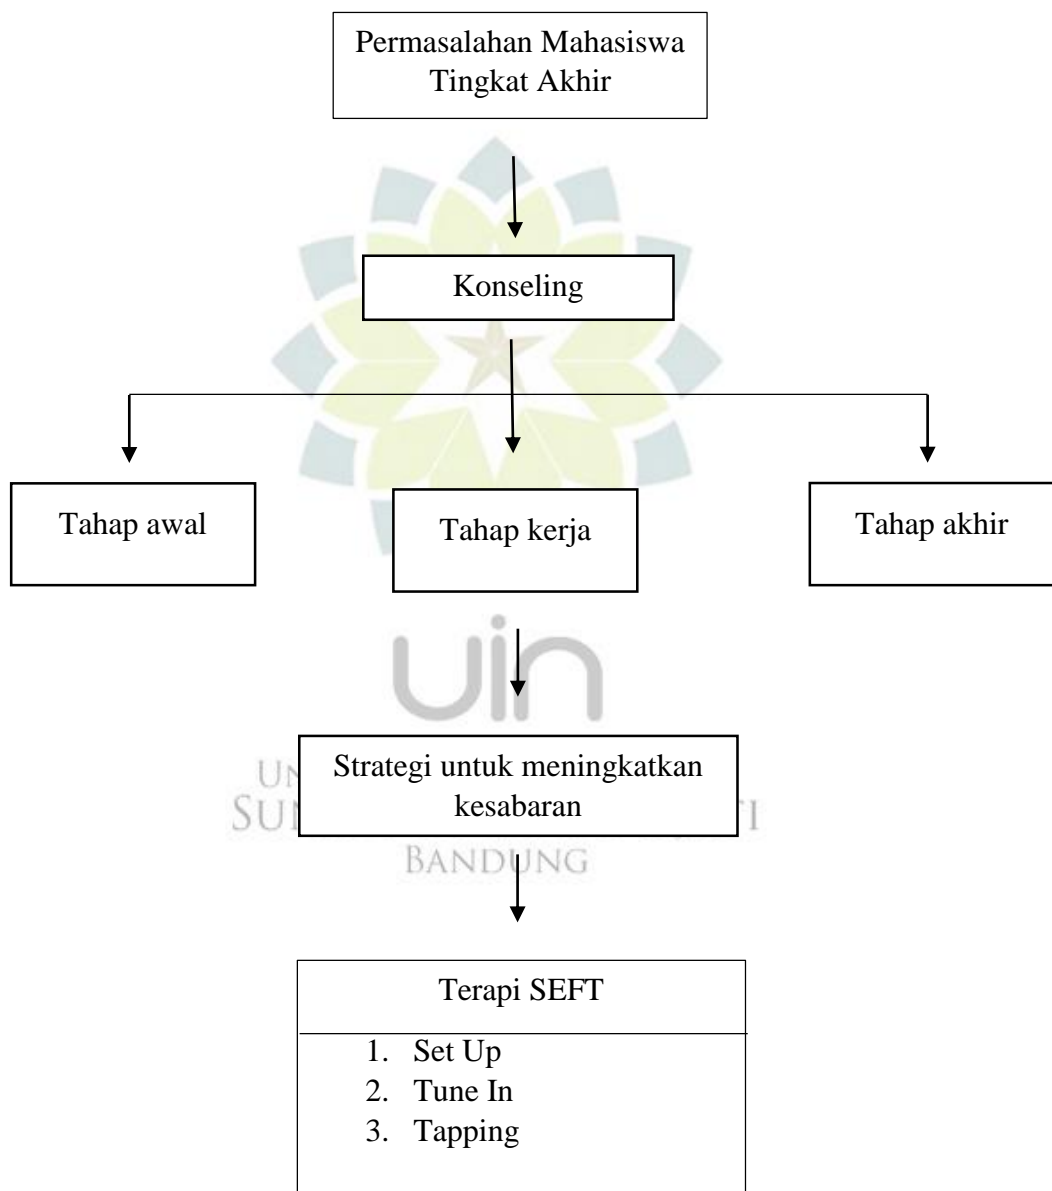 Permasalahan Mahasiswa
Tingkat Akhir
Konseling
Tahap awal
Tahap kerja
Tahap akhir
uin
Strategi untuk meningkatkan
kesabaran
BANDUNG
Terapi SEFT
1. Set Up
2. Tune In
3. Tapping